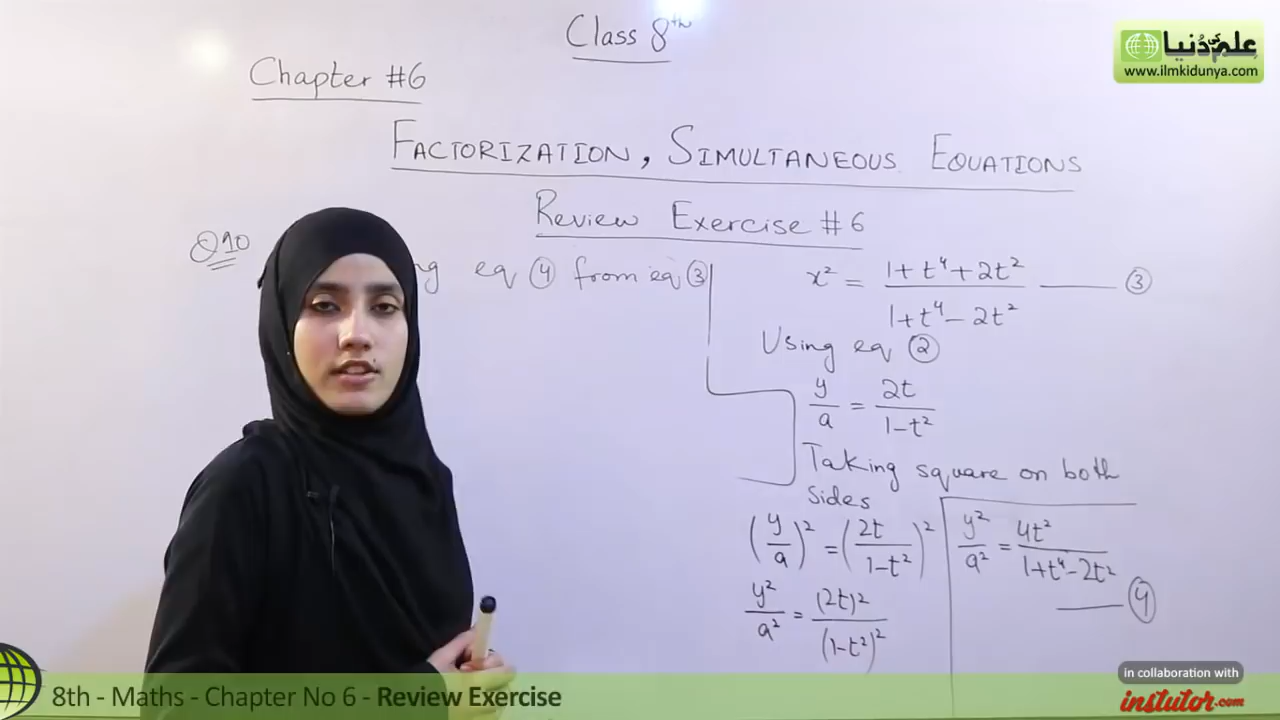 Class 8th
Chapter #6
FACTORIZATION, SIMULTANEOUS EQUATIONS
Review Exercise #6
Q10
eq ④ from eq ③
x² = (1+t⁴+2t²)/(1+t⁴-2t²) ③
Using eq ②
y/a = 2t/(1-t²)
Taking square on both
sides
(y/a)² = (2t/(1-t²))²
y²/a² = (2t)²/(1-t²)²
y²/a² = 4t²/(1+t⁴-2t²)
④
علم کی دُنیا
www.ilmkidunya.com
8th - Maths - Chapter No 6 - Review Exercise
in collaboration with
instutor.com